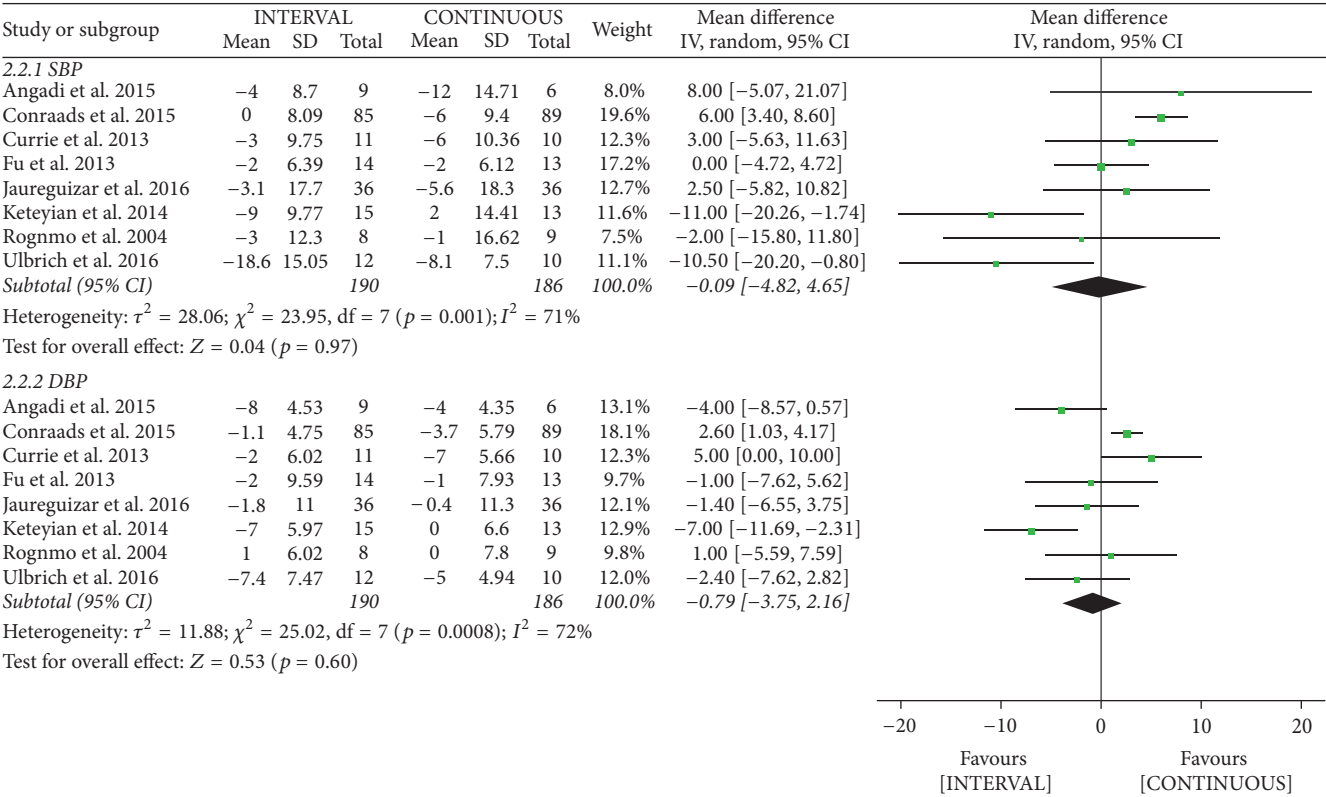 Study or subgroup INTERVAL CONTINUOUS Weight Mean difference Mean difference
Mean SD Total Mean SD Total IV, random, 95% CI IV, random, 95% CI
2.2.1 SBP
Angadi et al. 2015 −4 8.7 9 −12 14.71 6 8.0% 8.00 [−5.07, 21.07]
Conraads et al. 2015 0 8.09 85 −6 9.4 89 19.6% 6.00 [3.40, 8.60]
Currie et al. 2013 −3 9.75 11 −6 10.36 10 12.3% 3.00 [−5.63, 11.63]
Fu et al. 2013 −2 6.39 14 −2 6.12 13 17.2% 0.00 [−4.72, 4.72]
Jaureguizar et al. 2016 −3.1 17.7 36 −5.6 18.3 36 12.7% 2.50 [−5.82, 10.82]
Keteyian et al. 2014 −9 9.77 15 2 14.41 13 11.6% −11.00 [−20.26, −1.74]
Rognmo et al. 2004 −3 12.3 8 −1 16.62 9 7.5% −2.00 [−15.80, 11.80]
Ulbrich et al. 2016 −18.6 15.05 12 −8.1 7.5 10 11.1% −10.50 [−20.20, −0.80]
Subtotal (95% CI) 190 186 100.0% −0.09 [−4.82, 4.65]
Heterogeneity: τ² = 28.06; χ² = 23.95, df = 7 (p = 0.001); I² = 71%
Test for overall effect: Z = 0.04 (p = 0.97)
2.2.2 DBP
Angadi et al. 2015 −8 4.53 9 −4 4.35 6 13.1% −4.00 [−8.57, 0.57]
Conraads et al. 2015 −1.1 4.75 85 −3.7 5.79 89 18.1% 2.60 [1.03, 4.17]
Currie et al. 2013 −2 6.02 11 −7 5.66 10 12.3% 5.00 [0.00, 10.00]
Fu et al. 2013 −2 9.59 14 −1 7.93 13 9.7% −1.00 [−7.62, 5.62]
Jaureguizar et al. 2016 −1.8 11 36 −0.4 11.3 36 12.1% −1.40 [−6.55, 3.75]
Keteyian et al. 2014 −7 5.97 15 0 6.6 13 12.9% −7.00 [−11.69, −2.31]
Rognmo et al. 2004 1 6.02 8 0 7.8 9 9.8% 1.00 [−5.59, 7.59]
Ulbrich et al. 2016 −7.4 7.47 12 −5 4.94 10 12.0% −2.40 [−7.62, 2.82]
Subtotal (95% CI) 190 186 100.0% −0.79 [−3.75, 2.16]
Heterogeneity: τ² = 11.88; χ² = 25.02, df = 7 (p = 0.0008); I² = 72%
Test for overall effect: Z = 0.53 (p = 0.60)
−20 −10 0 10 20
Favours Favours
[INTERVAL] [CONTINUOUS]